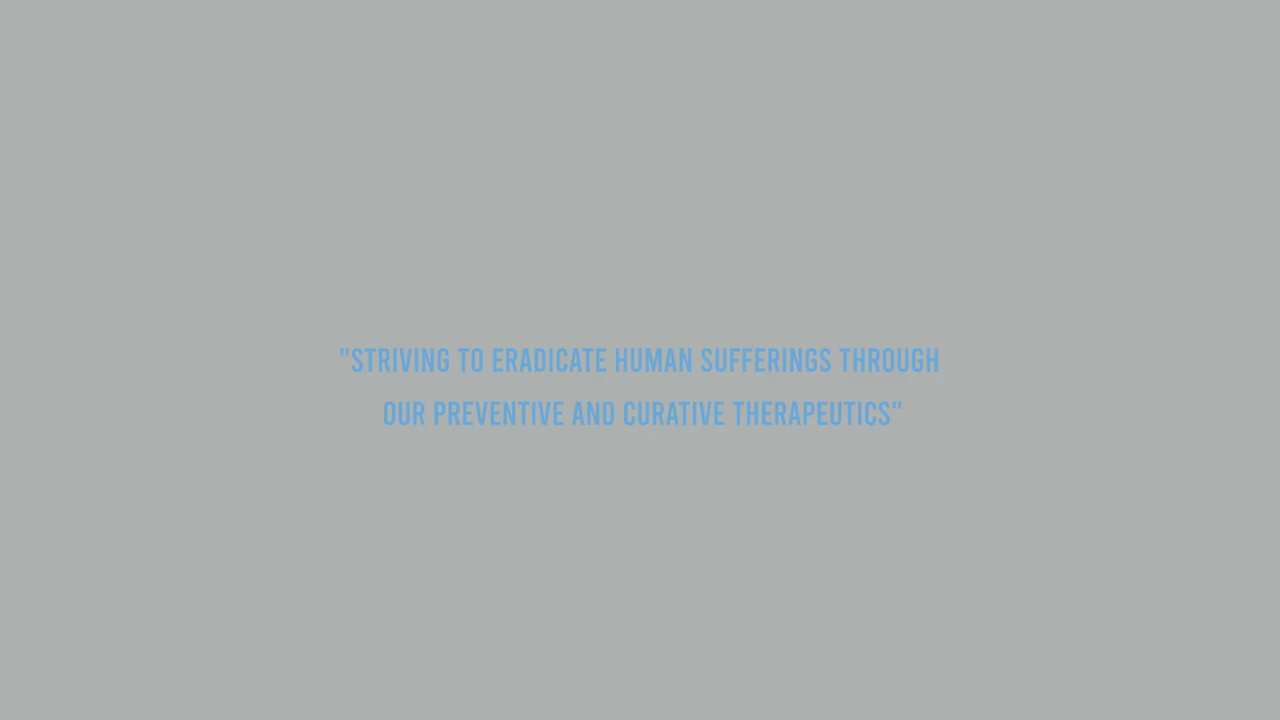 "STRIVING TO ERADICATE HUMAN SUFFERINGS THROUGH
OUR PREVENTIVE AND CURATIVE THERAPEUTICS"